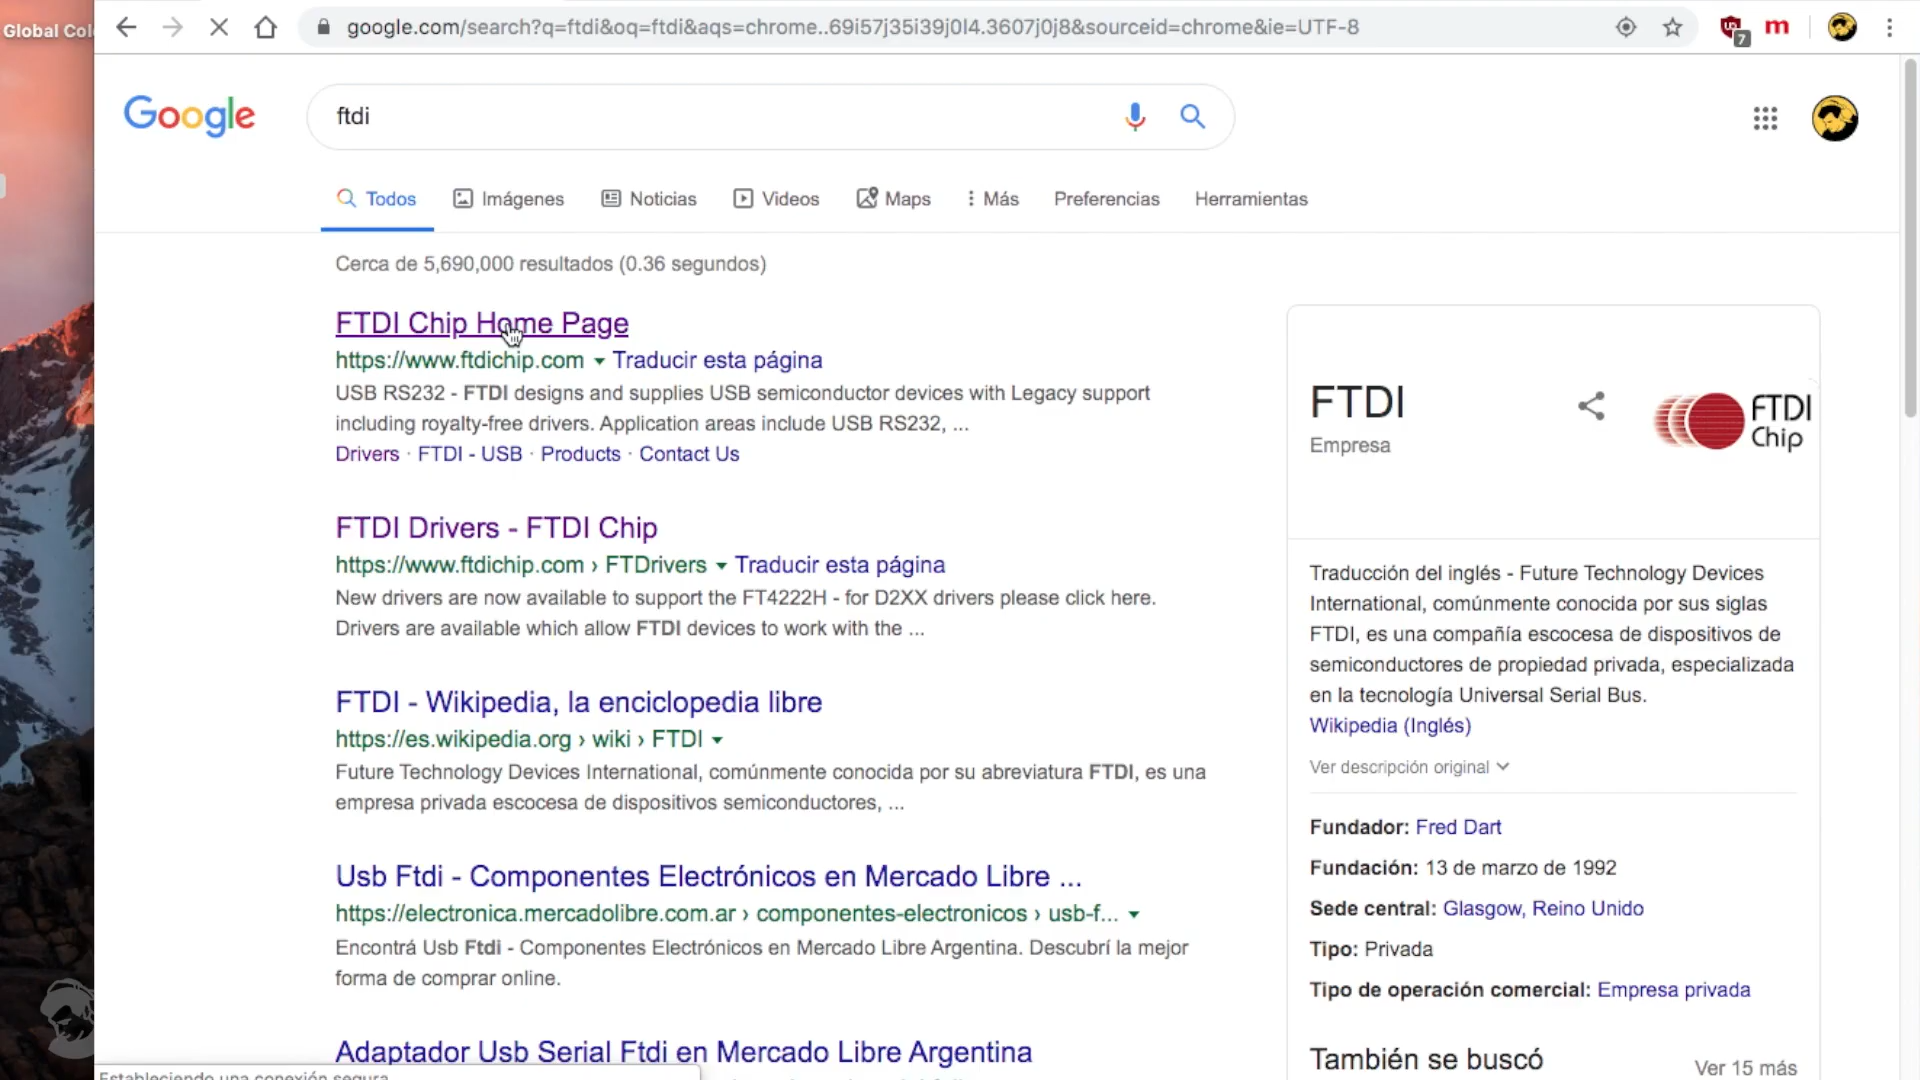 Global Col
google.com/search?q=ftdi&oq=ftdi&aqs=chrome..69i57j35i39j0l4.3607j0j8&sourceid=chrome&ie=UTF-8
7
m
Google
ftdi
Todos
Imágenes
Noticias
Videos
Maps
Más
Preferencias
Herramientas
Cerca de 5,690,000 resultados (0.36 segundos)
FTDI Chip Home Page
https://www.ftdichip.com ▾ Traducir esta página
USB RS232 - FTDI designs and supplies USB semiconductor devices with Legacy support
including royalty-free drivers. Application areas include USB RS232, ...
Drivers · FTDI - USB · Products · Contact Us
FTDI Drivers - FTDI Chip
https://www.ftdichip.com › FTDrivers ▾ Traducir esta página
New drivers are now available to support the FT4222H - for D2XX drivers please click here.
Drivers are available which allow FTDI devices to work with the ...
FTDI - Wikipedia, la enciclopedia libre
https://es.wikipedia.org › wiki › FTDI ▾
Future Technology Devices International, comúnmente conocida por su abreviatura FTDI, es una
empresa privada escocesa de dispositivos semiconductores, ...
Usb Ftdi - Componentes Electrónicos en Mercado Libre ...
https://electronica.mercadolibre.com.ar › componentes-electronicos › usb-f... ▾
Encontrá Usb Ftdi - Componentes Electrónicos en Mercado Libre Argentina. Descubrí la mejor
forma de comprar online.
Adaptador Usb Serial Ftdi en Mercado Libre Argentina
Estableciendo una conexión segura
FTDI
Empresa
FTDI
Chip
Traducción del inglés - Future Technology Devices
International, comúnmente conocida por sus siglas
FTDI, es una compañía escocesa de dispositivos de
semiconductores de propiedad privada, especializada
en la tecnología Universal Serial Bus.
Wikipedia (Inglés)
Ver descripción original
Fundador: Fred Dart
Fundación: 13 de marzo de 1992
Sede central: Glasgow, Reino Unido
Tipo: Privada
Tipo de operación comercial: Empresa privada
También se buscó
Ver 15 más